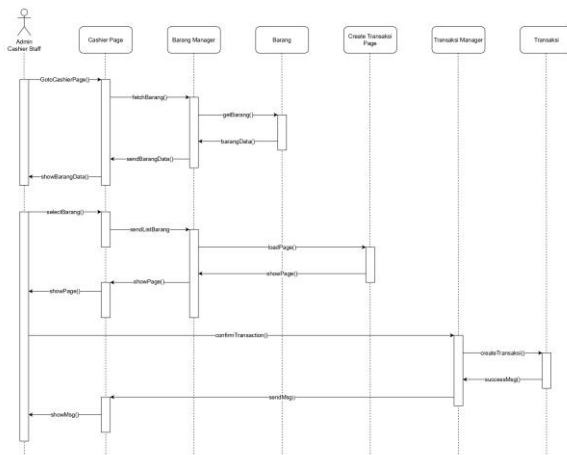 Admin
Cashier Staff
Cashier Page
Barang Manager
Barang
Create Transaksi
Page
Transaksi Manager
Transaksi
GotoCashierPage()
fetchBarang()
getBarang()
barangData()
sendBarangData()
showBarangData()
selectBarang()
sendListBarang
loadPage()
showPage()
showPage()
showPage()
confirmTransaction()
createTransaksi()
successMsg()
sendMsg()
showMsg()